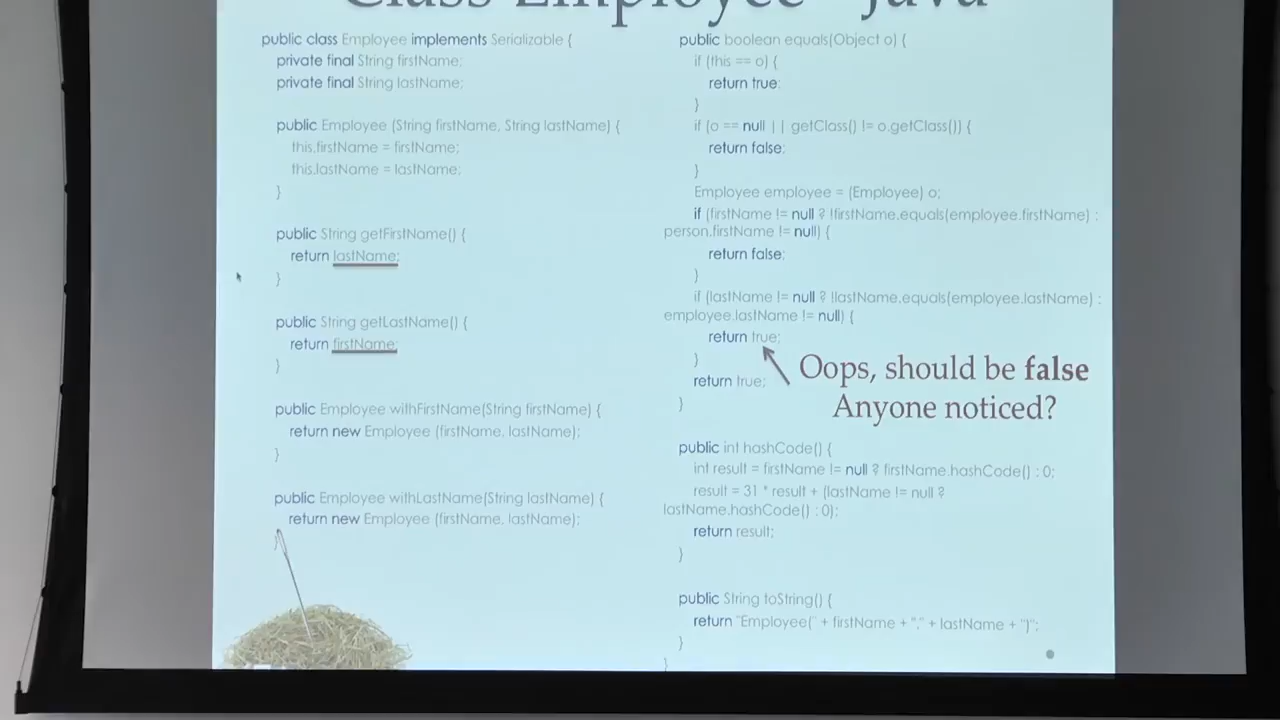 Class Employee - Java
public class Employee implements Serializable {
private final String firstName;
private final String lastName;
public Employee (String firstName, String lastName) {
this.firstName = firstName;
this.lastName = lastName;
}
public String getFirstName() {
return lastName;
}
public String getLastName() {
return firstName;
}
public Employee withFirstName(String firstName) {
return new Employee (firstName, lastName);
}
public Employee withLastName(String lastName) {
return new Employee (firstName, lastName);
}
public boolean equals(Object o) {
if (this == o) {
return true;
}
if (o == null || getClass() != o.getClass()) {
return false;
}
Employee employee = (Employee) o;
if (firstName != null ? !firstName.equals(employee.firstName) :
person.firstName != null) {
return false;
}
if (lastName != null ? !lastName.equals(employee.lastName) :
employee.lastName != null) {
return true;
}
return true;
}
Oops, should be false
Anyone noticed?
public int hashCode() {
int result = firstName != null ? firstName.hashCode() : 0;
result = 31 * result + (lastName != null ?
lastName.hashCode() : 0);
return result;
}
public String toString() {
return "Employee(" + firstName + "," + lastName + ")";
}
}